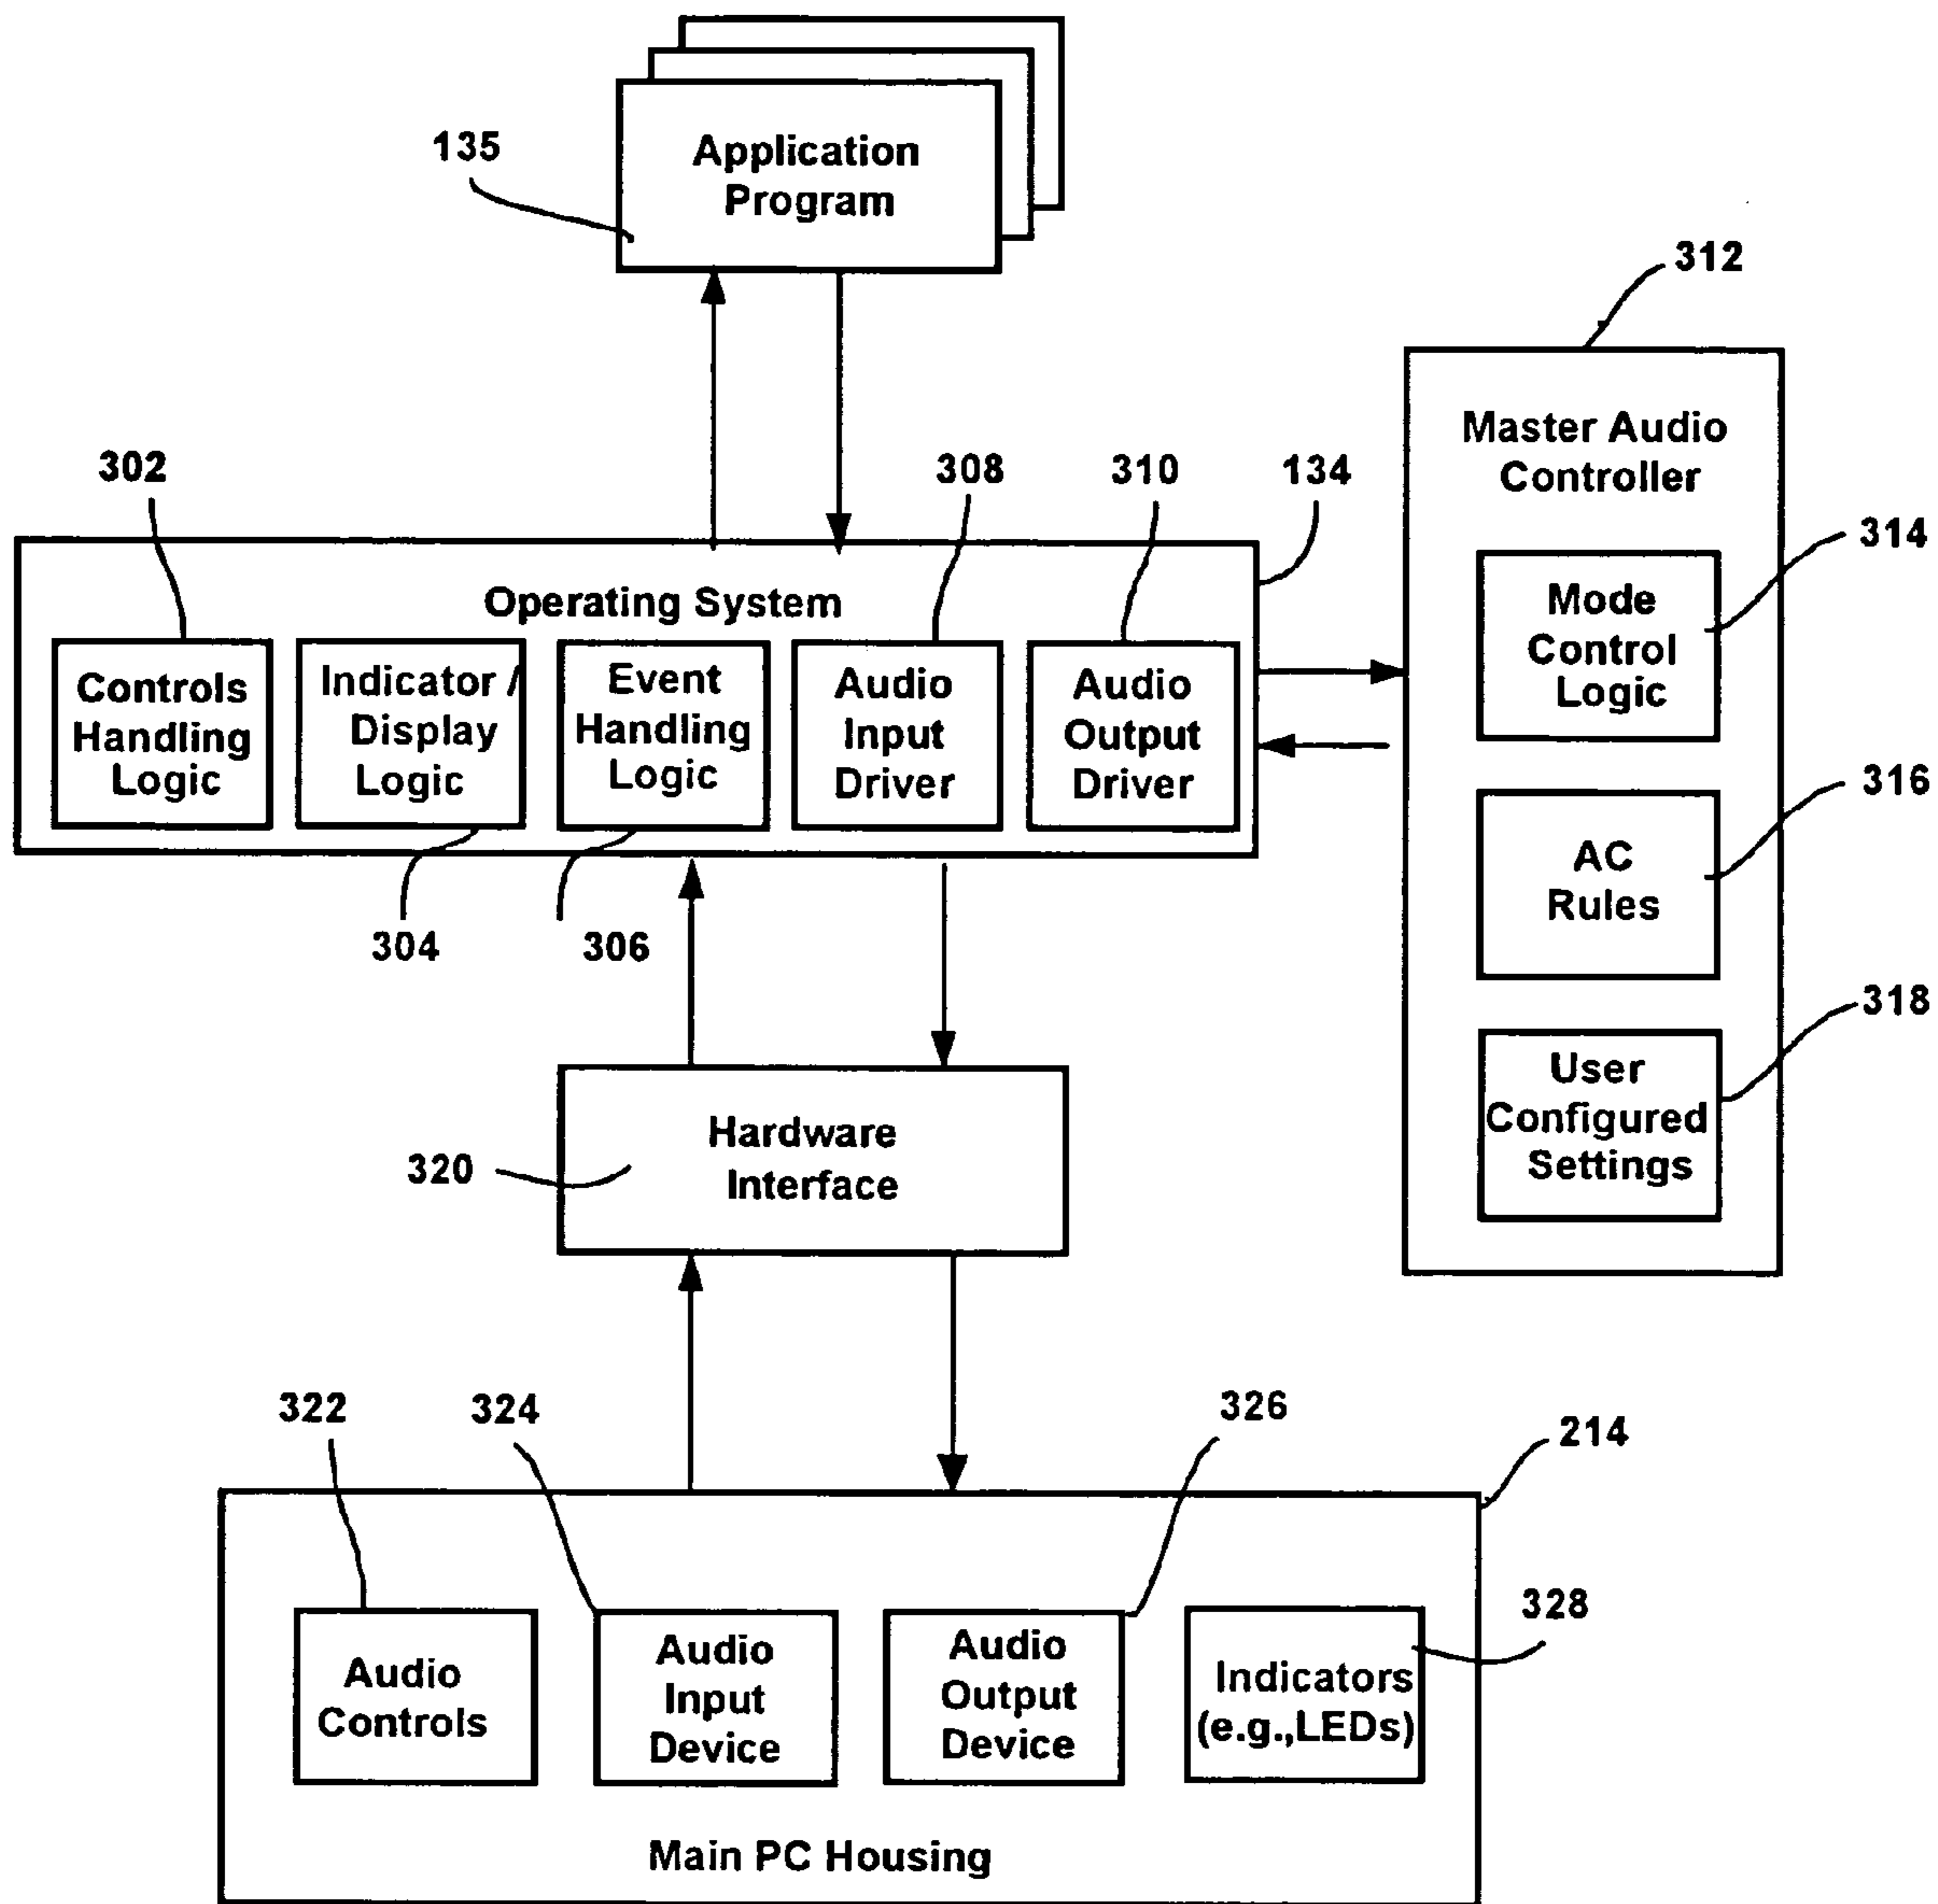 135
Application
Program
312
Master Audio
Controller
302
308
310
134
314
Mode
Control
Logic
Operating System
Controls
Handling
Logic
Indicator /
Display
Logic
Event
Handling
Logic
Audio
Input
Driver
Audio
Output
Driver
316
AC
Rules
304
306
318
User
Configured
Settings
320
Hardware
Interface
322
324
326
214
328
Audio
Controls
Audio
Input
Device
Audio
Output
Device
Indicators
(e.g.,LEDs)
Main PC Housing